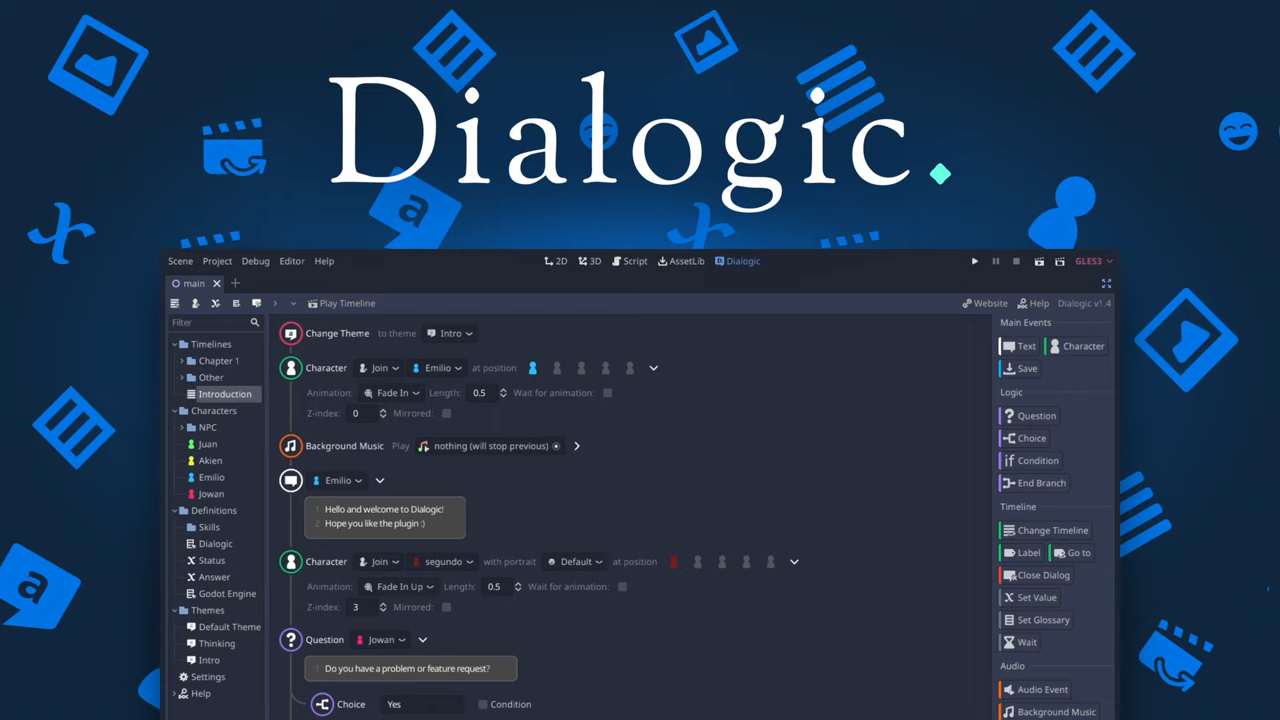 Dialogic.
Scene Project Debug Editor Help
2D 3D Script AssetLib Dialogic
GLES3
main
Play Timeline
Website Help Dialogic v1.4
Filter
Timelines
Chapter 1
Other
Introduction
Characters
NPC
Juan
Akien
Emilio
Jowan
Definitions
Skills
Dialogic
Status
Answer
Godot Engine
Themes
Default Theme
Thinking
Intro
Settings
Help
Change Theme to theme Intro
Character Join Emilio at position
Animation: Fade In Length: 0.5 Wait for animation:
Z-index: 0 Mirrored:
Background Music Play nothing (will stop previous)
Emilio
1 Hello and welcome to Dialogic!
2 Hope you like the plugin :)
Character Join segundo with portrait Default at position
Animation: Fade In Up Length: 0.5 Wait for animation:
Z-index: 3 Mirrored:
Question Jowan
1 Do you have a problem or feature request?
Choice Yes Condition
Main Events
Text Character
Save
Logic
Question
Choice
if Condition
End Branch
Timeline
Change Timeline
Label Go to
Close Dialog
Set Value
Set Glossary
Wait
Audio
Audio Event
Background Music